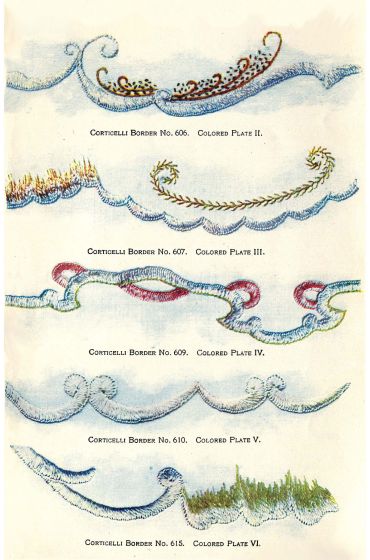 Corticelli Border No. 606. Colored Plate II.
Corticelli Border No. 607. Colored Plate III.
Corticelli Border No. 609. Colored Plate IV.
Corticelli Border No. 610. Colored Plate V.
Corticelli Border No. 615. Colored Plate VI.